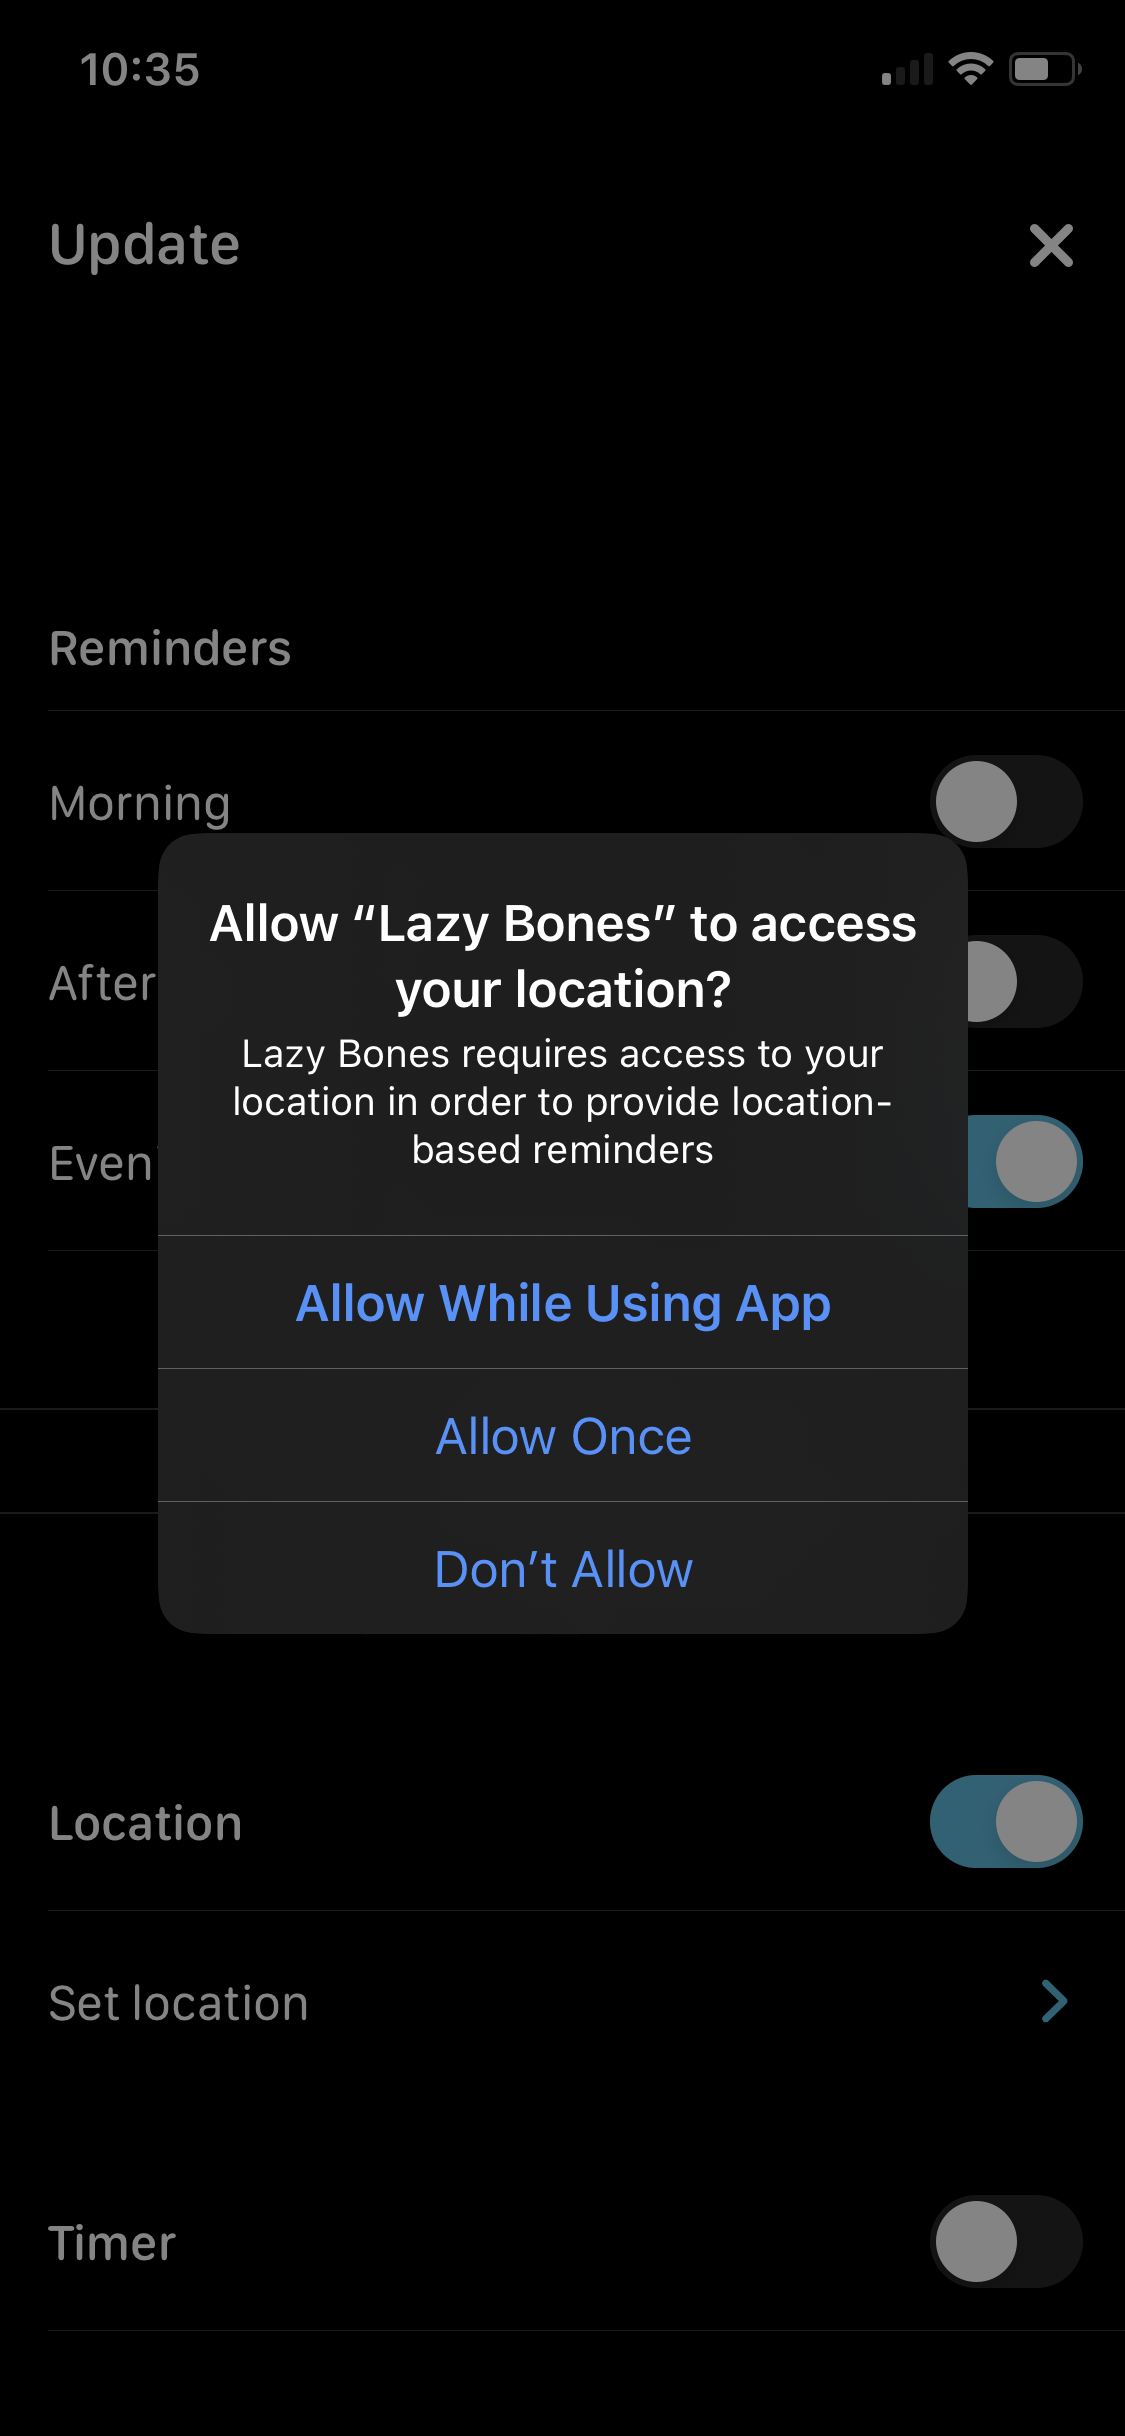 10:35
Update
Reminders
Morning
Allow “Lazy Bones” to access
your location?
Lazy Bones requires access to your
location in order to provide location-
based reminders
After
Even
Allow While Using App
Allow Once
Don’t Allow
Location
Set location
Timer